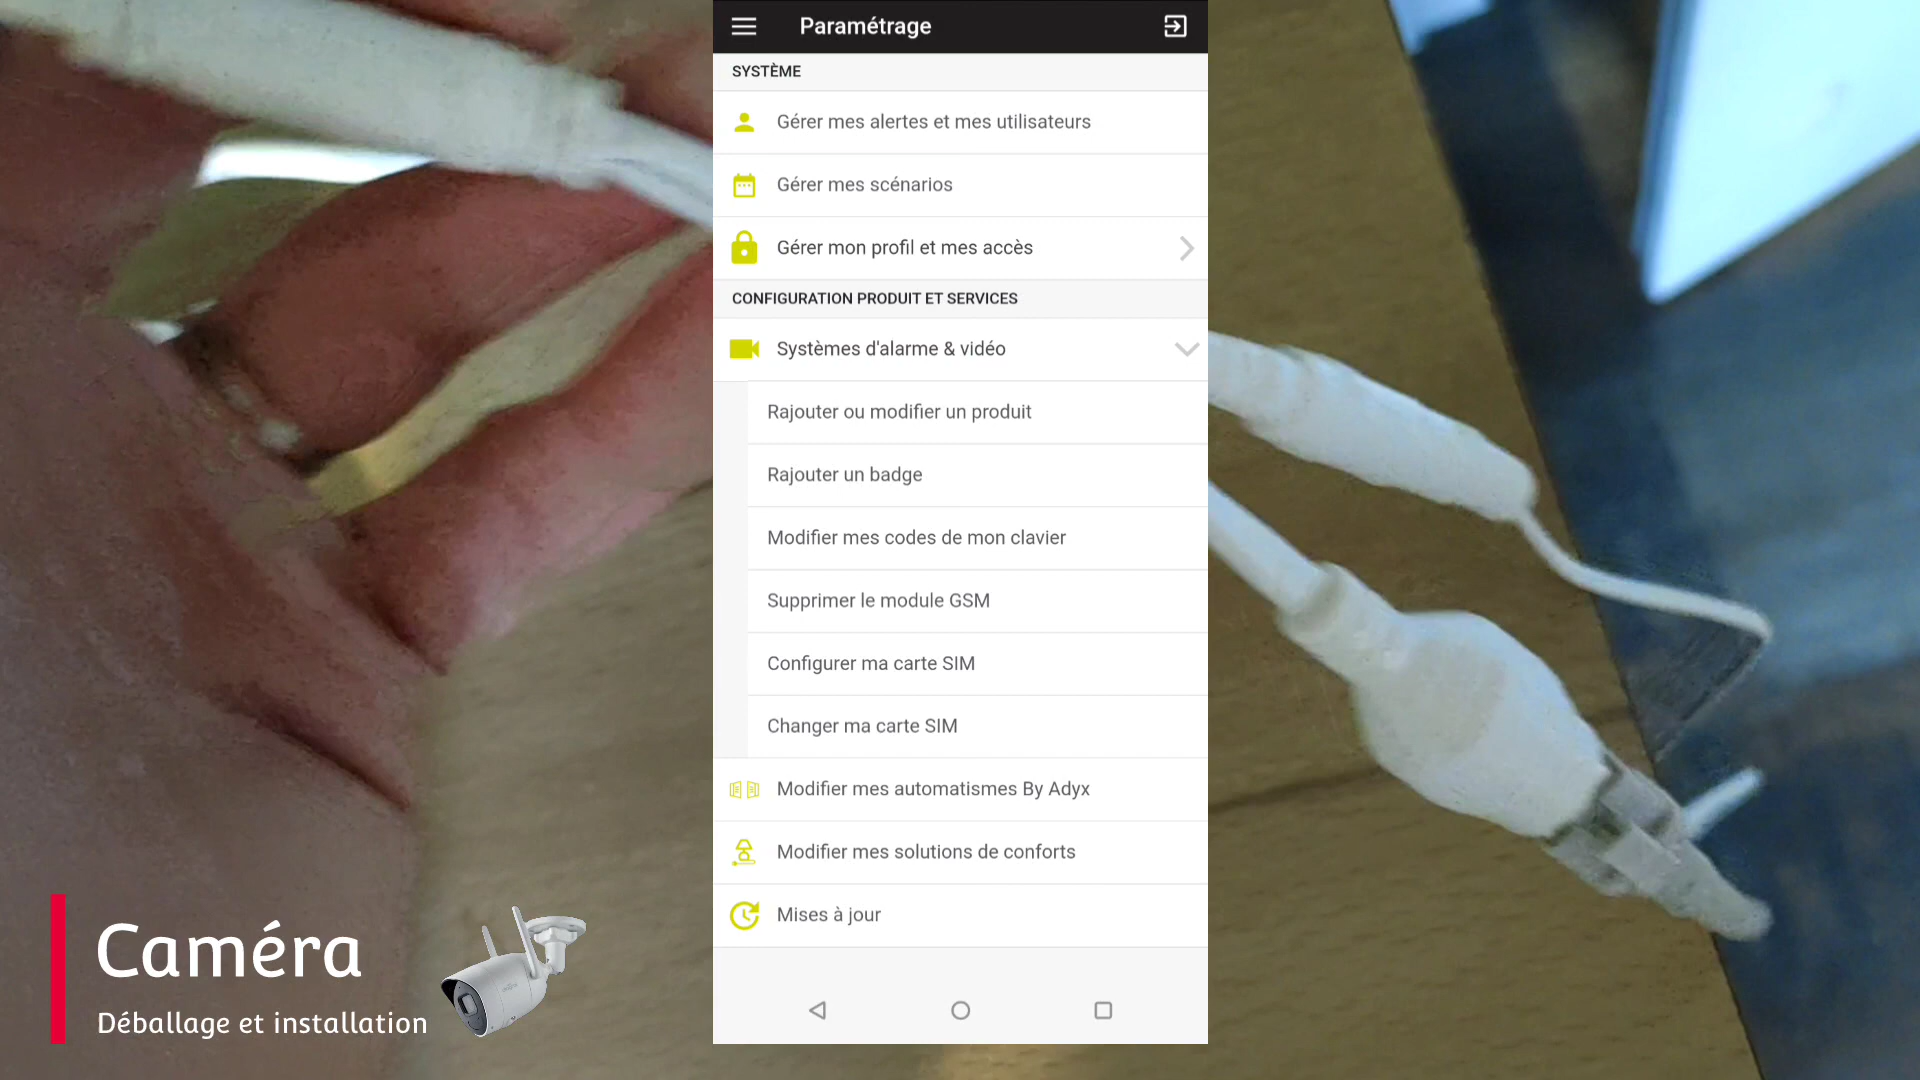 Paramétrage
SYSTÈME
Gérer mes alertes et mes utilisateurs
Gérer mes scénarios
Gérer mon profil et mes accès
CONFIGURATION PRODUIT ET SERVICES
Systèmes d'alarme & vidéo
Rajouter ou modifier un produit
Rajouter un badge
Modifier mes codes de mon clavier
Supprimer le module GSM
Configurer ma carte SIM
Changer ma carte SIM
Modifier mes automatismes By Adyx
Modifier mes solutions de conforts
Mises à jour
Caméra
Déballage et installation